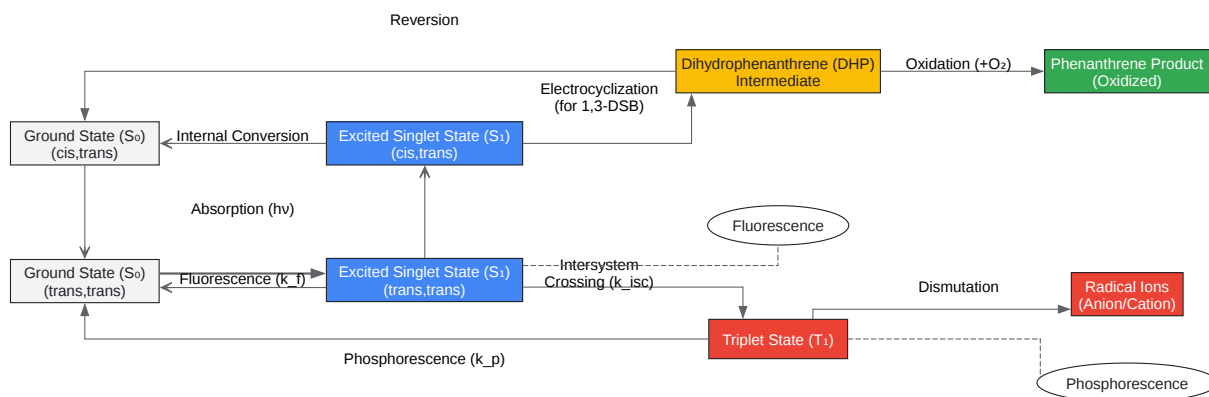 Reversion
Dihydrophenanthrene (DHP)
Intermediate
Oxidation (+O₂)
Phenanthrene Product
(Oxidized)
Electrocyclization
(for 1,3-DSB)
Ground State (S₀)
(cis,trans)
Internal Conversion
Excited Singlet State (S₁)
(cis,trans)
Absorption (hν)
Fluorescence
Ground State (S₀)
(trans,trans)
Fluorescence (k_f)
Excited Singlet State (S₁)
(trans,trans)
Intersystem
Crossing (k_isc)
Dismutation
Radical Ions
(Anion/Cation)
Triplet State (T₁)
Phosphorescence (k_p)
Phosphorescence